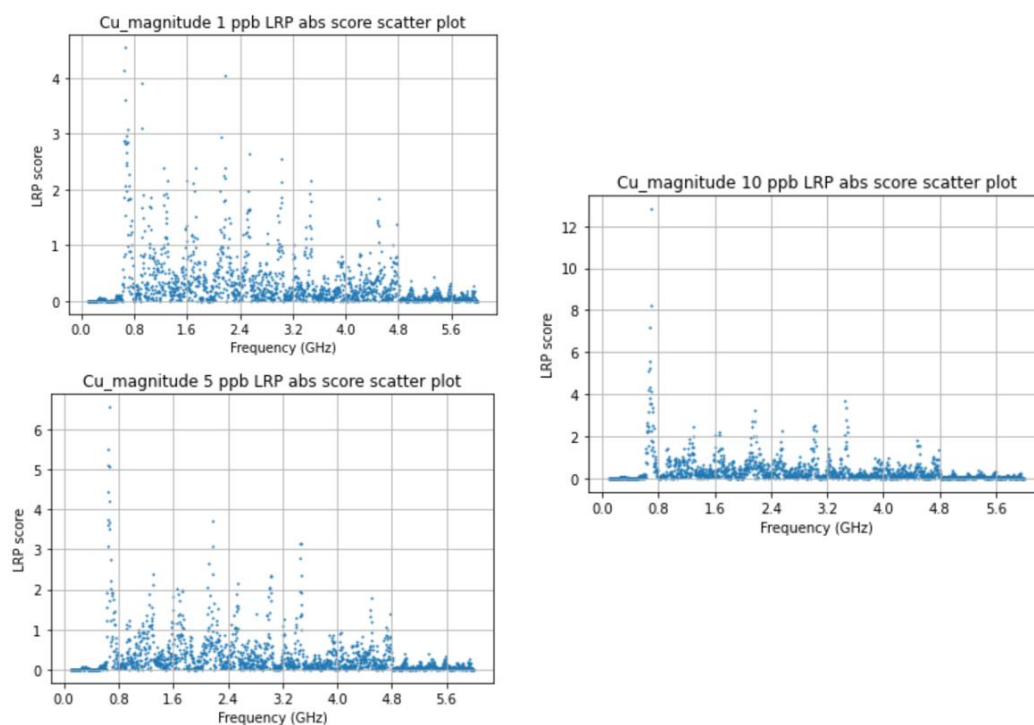 Cu_magnitude 1 ppb LRP abs score scatter plot
4
3
2
1
0
LRP score
0.0 0.8 1.6 2.4 3.2 4.0 4.8 5.6
Frequency (GHz)
Cu_magnitude 5 ppb LRP abs score scatter plot
6
5
4
3
2
1
0
LRP score
0.0 0.8 1.6 2.4 3.2 4.0 4.8 5.6
Frequency (GHz)
Cu_magnitude 10 ppb LRP abs score scatter plot
12
10
8
6
4
2
0
LRP score
0.0 0.8 1.6 2.4 3.2 4.0 4.8 5.6
Frequency (GHz)